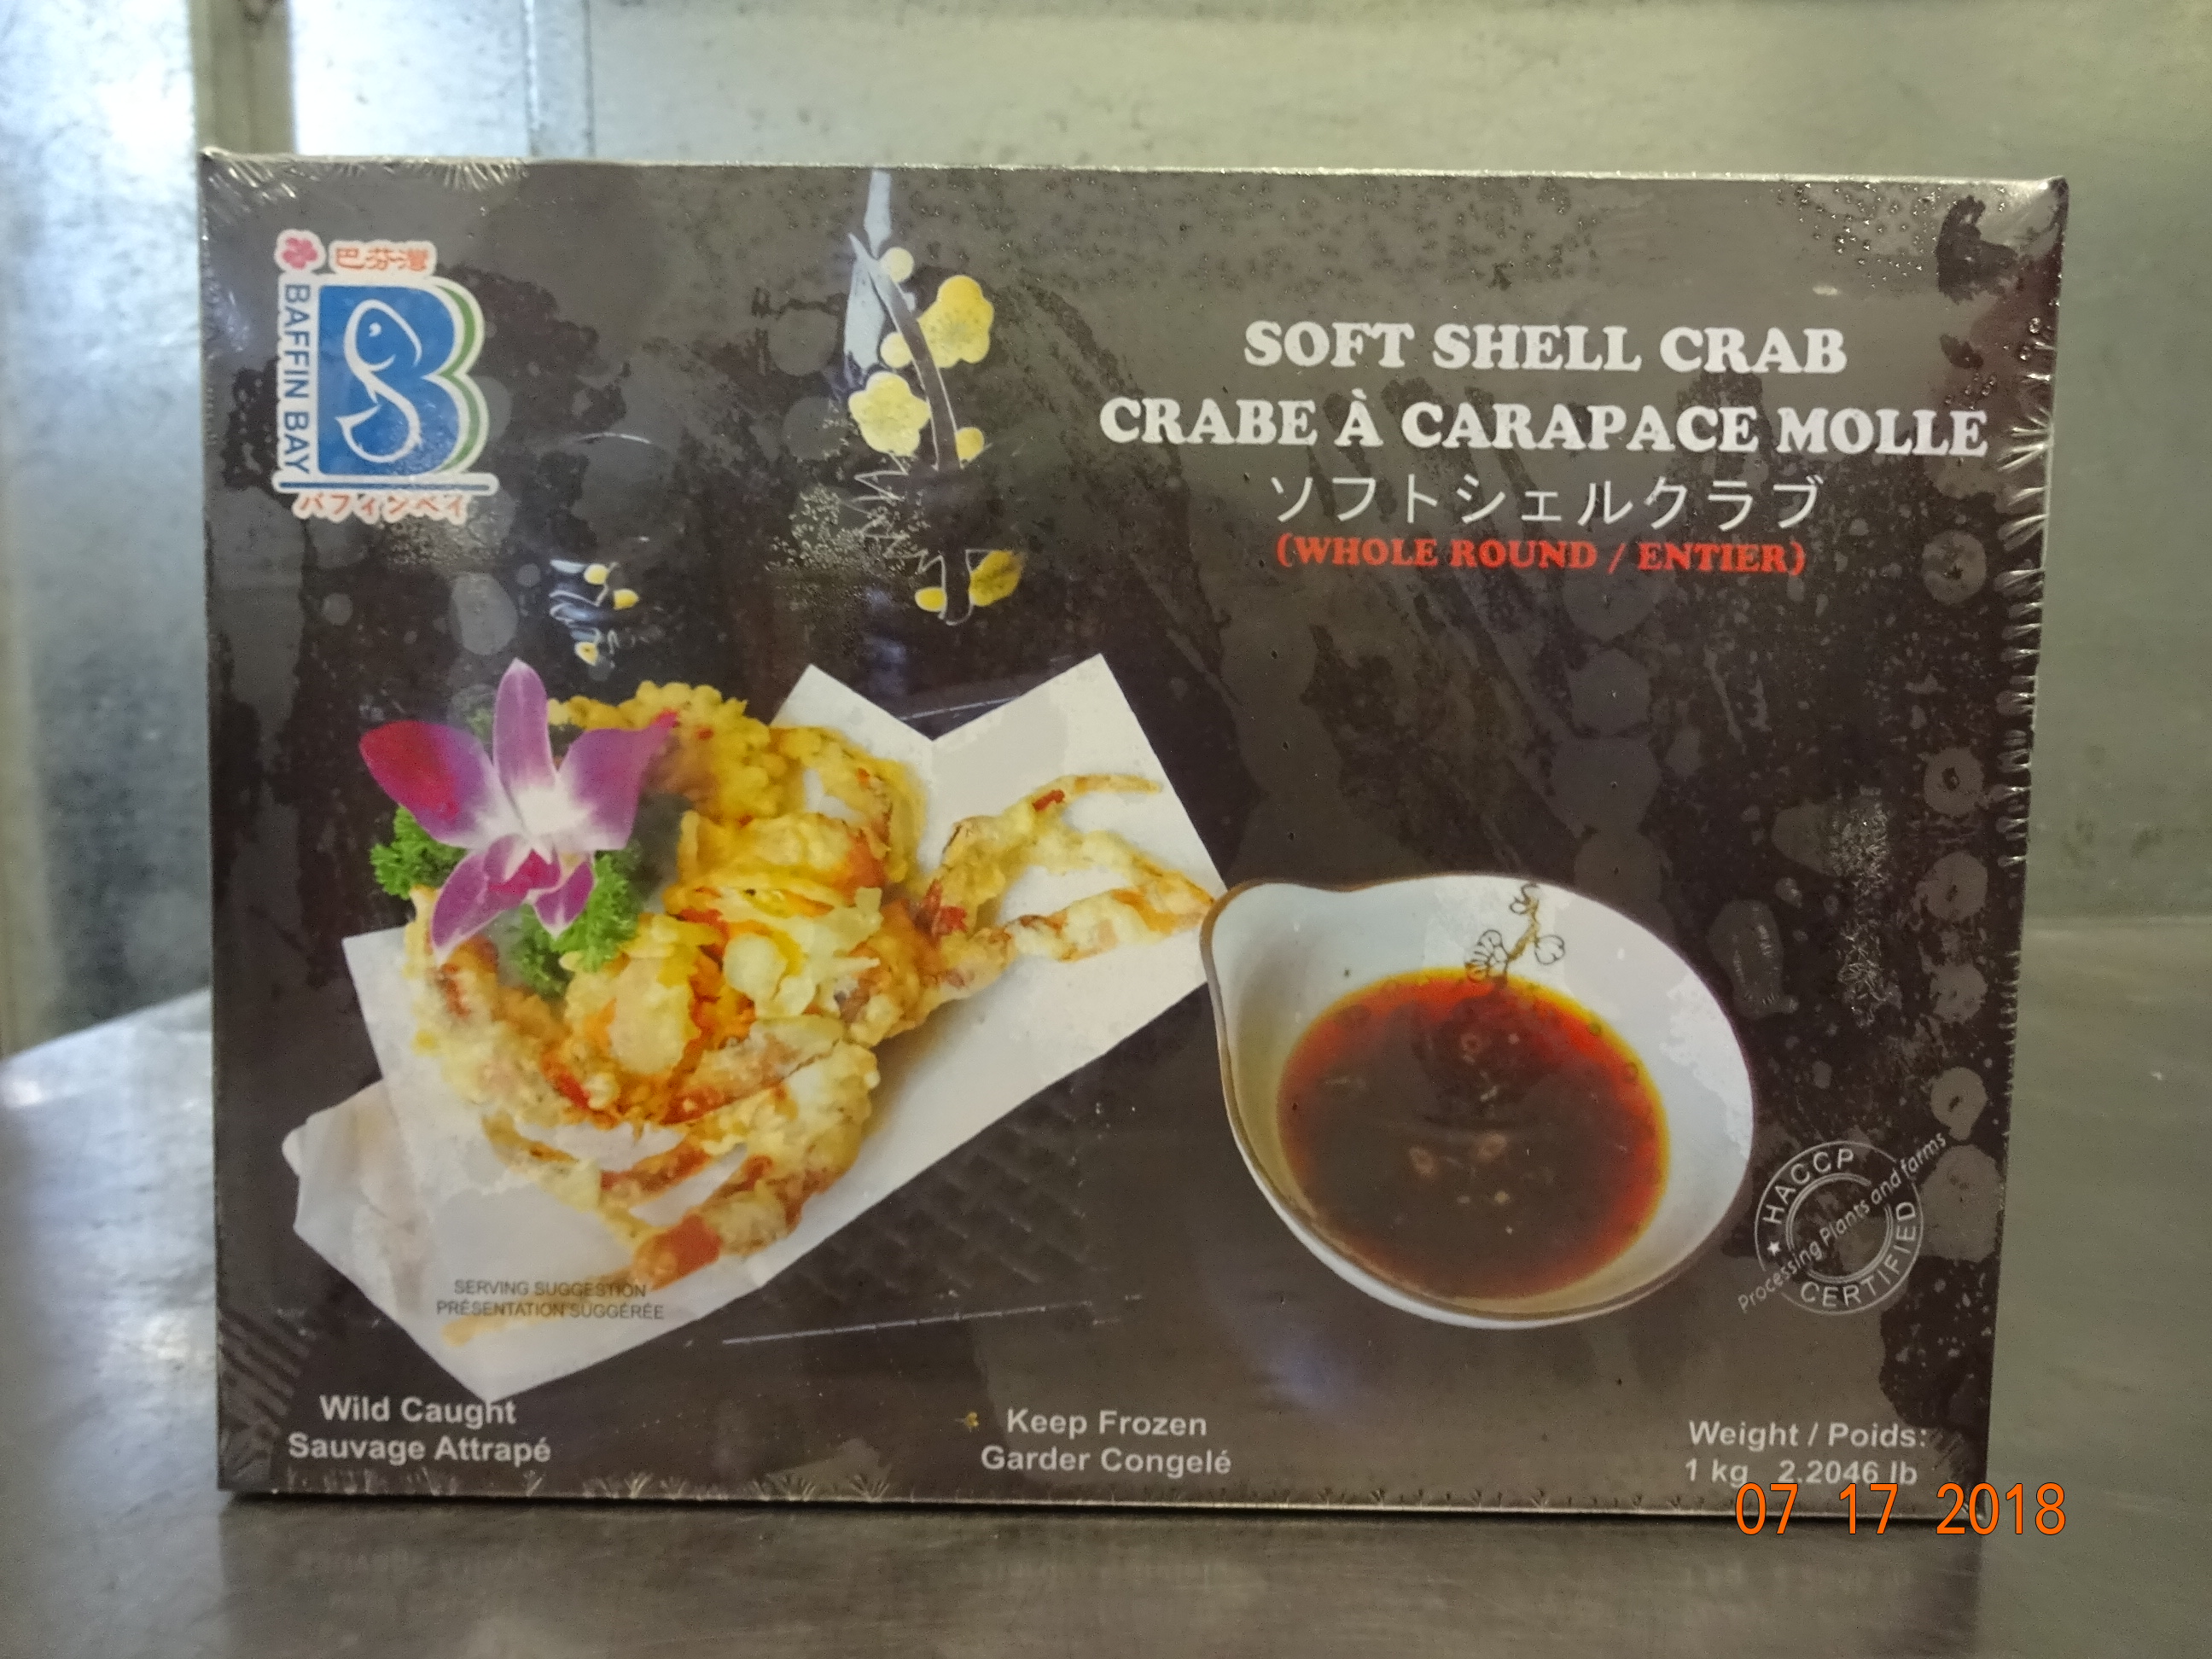 巴芬灣
BAFFIN BAY
バフィンベイ
SOFT SHELL CRAB
CRABE À CARAPACE MOLLE
ソフトシェルクラブ
(WHOLE ROUND / ENTIER)
HACCP
Processing Plants and farms
CERTIFIED
SERVING SUGGESTION
PRÉSENTATION SUGGÉRÉE
Wild Caught
Sauvage Attrapé
Keep Frozen
Garder Congelé
Weight / Poids:
1 kg 2.2046 lb
07 17 2018